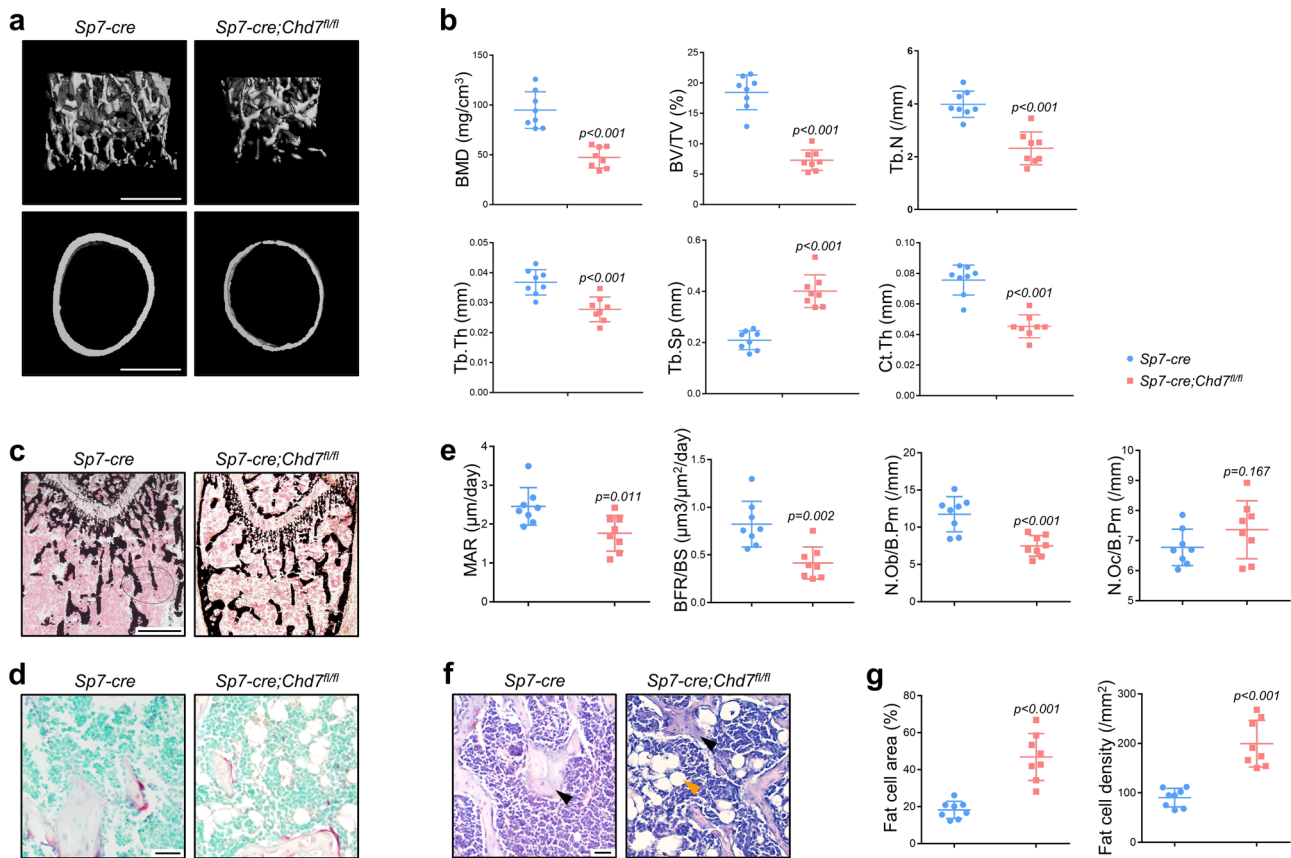 a
Sp7-cre
Sp7-cre;Chd7fl/fl
b
BMD (mg/cm3)
150
100
50
0
p<0.001
BV/TV (%)
25
20
15
10
5
0
p<0.001
Tb.N (/mm)
6
4
2
0
p<0.001
Tb.Th (mm)
0.05
0.04
0.03
0.02
0.01
0.00
p<0.001
Tb.Sp (mm)
0.6
0.4
0.2
0.0
p<0.001
Ct.Th (mm)
0.10
0.08
0.06
0.04
0.02
0.00
p<0.001
Sp7-cre
Sp7-cre;Chd7fl/fl
c
Sp7-cre
Sp7-cre;Chd7fl/fl
e
MAR (µm/day)
4
3
2
1
0
p=0.011
BFR/BS (µm3/µm2/day)
1.5
1.0
0.5
0.0
p=0.002
N.Ob/B.Pm (/mm)
20
15
10
5
0
p<0.001
N.Oc/B.Pm (/mm)
10
9
8
7
6
5
p=0.167
d
Sp7-cre
Sp7-cre;Chd7fl/fl
f
Sp7-cre
Sp7-cre;Chd7fl/fl
g
Fat cell area (%)
80
60
40
20
0
p<0.001
Fat cell density (/mm2)
300
200
100
0
p<0.001